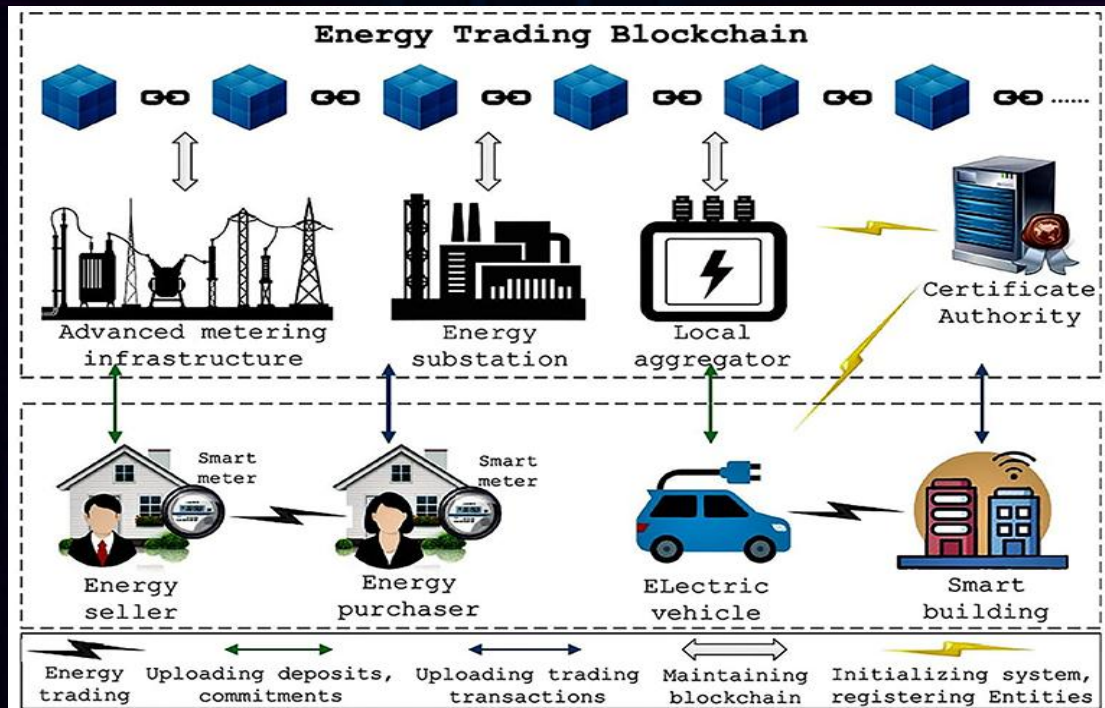 Energy Trading Blockchain
......
Advanced metering
infrastructure
Energy
substation
Local
aggregator
Certificate
Authority
Smart
meter
Smart
meter
Energy
seller
Energy
purchaser
ELectric
vehicle
Smart
building
Energy
trading
Uploading deposits,
commitments
Uploading trading
transactions
Maintaining
blockchain
Initializing system,
registering Entities